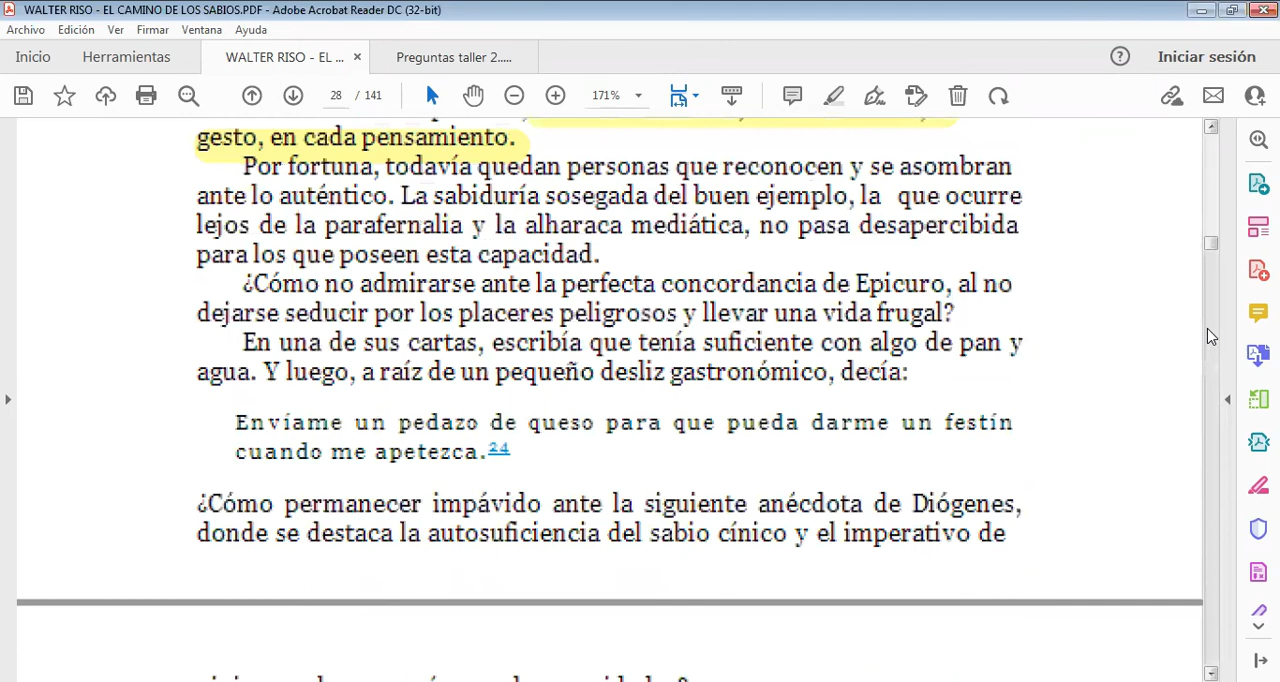 WALTER RISO - EL CAMINO DE LOS SABIOS.PDF - Adobe Acrobat Reader DC (32-bit)
Archivo Edición Ver Firmar Ventana Ayuda
Inicio Herramientas WALTER RISO - EL ... × Preguntas taller 2..... Iniciar sesión
28 / 141 171%
gesto, en cada pensamiento.
Por fortuna, todavía quedan personas que reconocen y se asombran
ante lo auténtico. La sabiduría sosegada del buen ejemplo, la que ocurre
lejos de la parafernalia y la alharaca mediática, no pasa desapercibida
para los que poseen esta capacidad.
¿Cómo no admirarse ante la perfecta concordancia de Epicuro, al no
dejarse seducir por los placeres peligrosos y llevar una vida frugal?
En una de sus cartas, escribía que tenía suficiente con algo de pan y
agua. Y luego, a raíz de un pequeño desliz gastronómico, decía:
Envíame un pedazo de queso para que pueda darme un festín
cuando me apetezca.24
¿Cómo permanecer impávido ante la siguiente anécdota de Diógenes,
donde se destaca la autosuficiencia del sabio cínico y el imperativo de